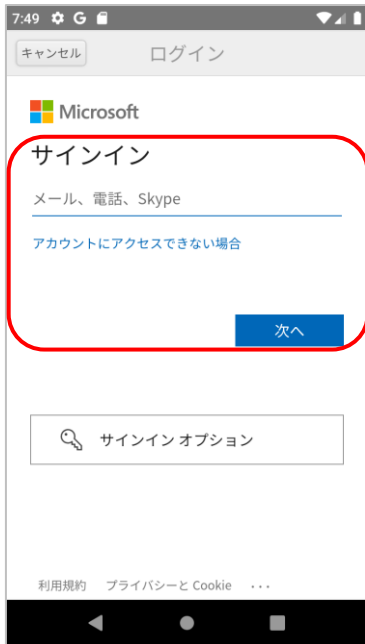 7:49 G
キャンセル ログイン
Microsoft
サインイン
メール、電話、Skype
アカウントにアクセスできない場合
次へ
サインイン オプション
利用規約 プライバシーと Cookie ...